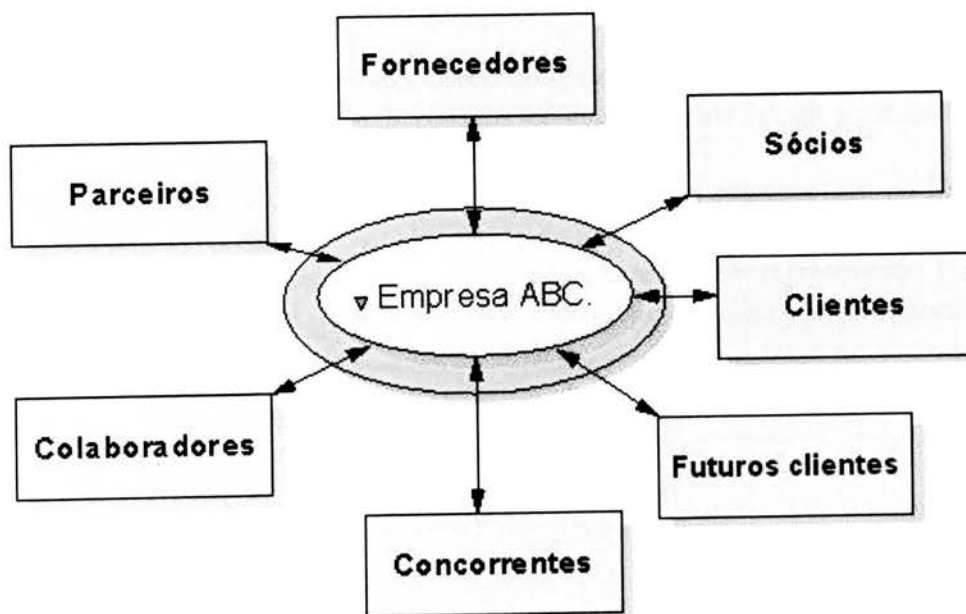 Fornecedores
Sócios
Parceiros
Empresa ABC.
Clientes
Colaboradores
Futuros clientes
Concorrentes